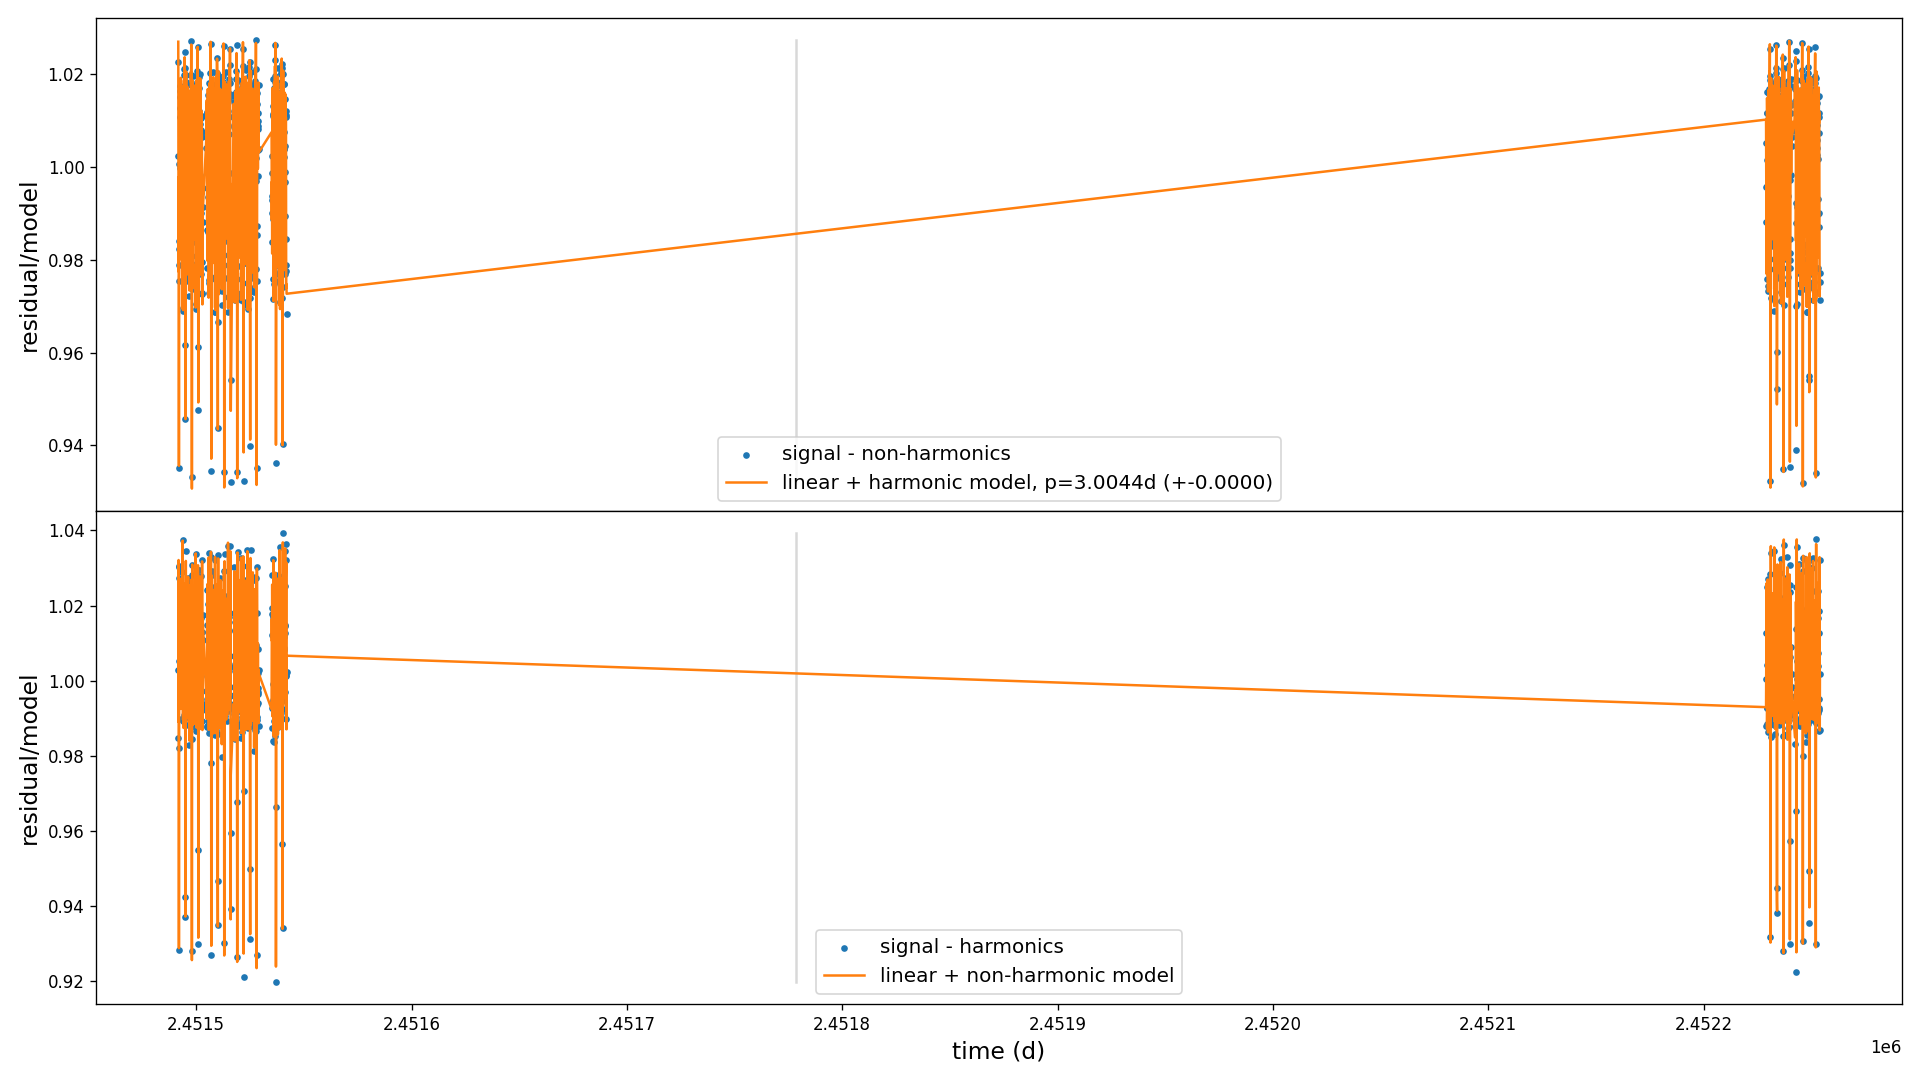 1.02
1.00
0.98
0.96
0.94
residual/model
signal - non-harmonics
linear + harmonic model, p=3.0044d (+-0.0000)
1.04
1.02
1.00
0.98
0.96
0.94
0.92
residual/model
signal - harmonics
linear + non-harmonic model
2.4515 2.4516 2.4517 2.4518 2.4519 2.4520 2.4521 2.4522
1e6
time (d)